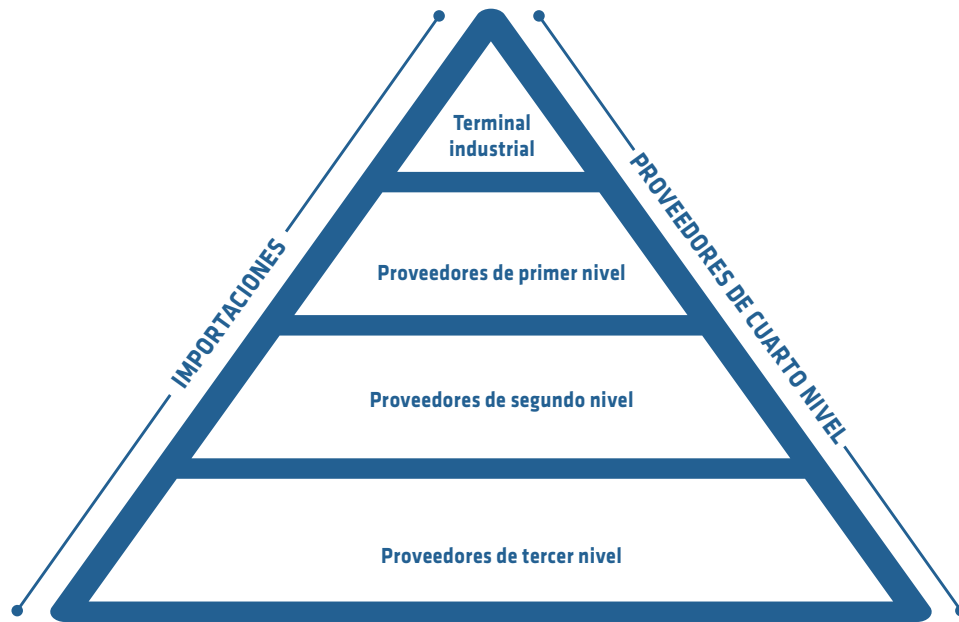 Terminal
industrial
Proveedores de primer nivel
Proveedores de segundo nivel
Proveedores de tercer nivel
IMPORTACIONES
PROVEEDORES DE CUARTO NIVEL